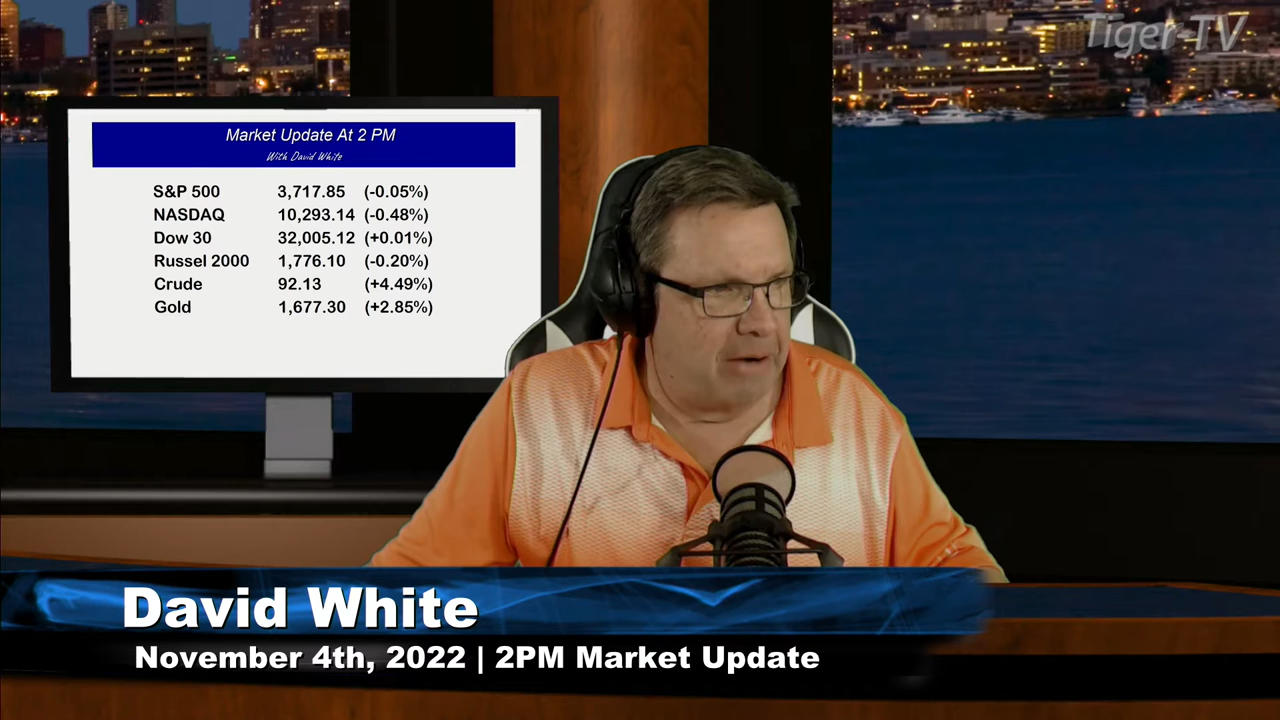 Tiger-TV
Market Update At 2 PM
With David White
S&P 500 3,717.85 (-0.05%)
NASDAQ 10,293.14 (-0.48%)
Dow 30 32,005.12 (+0.01%)
Russel 2000 1,776.10 (-0.20%)
Crude 92.13 (+4.49%)
Gold 1,677.30 (+2.85%)
David White
November 4th, 2022 | 2PM Market Update